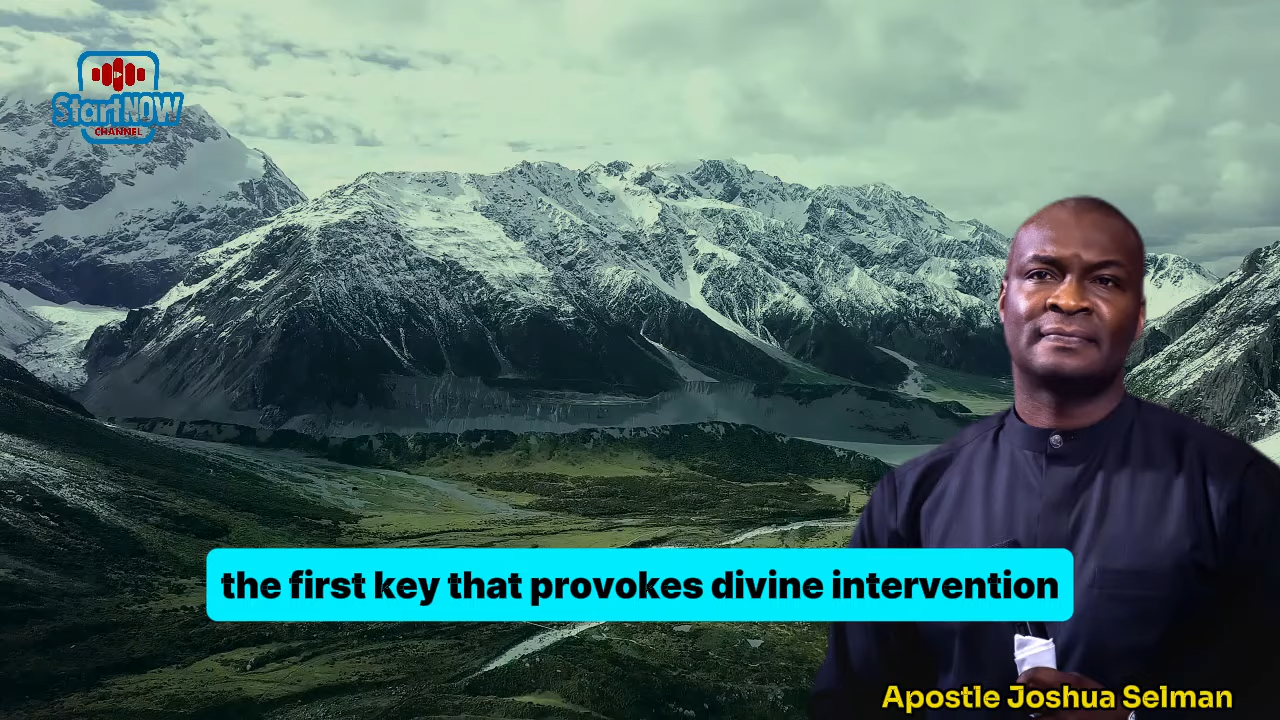 StartNOW
CHANNEL
the first key that provokes divine intervention
Apostle Joshua Selman